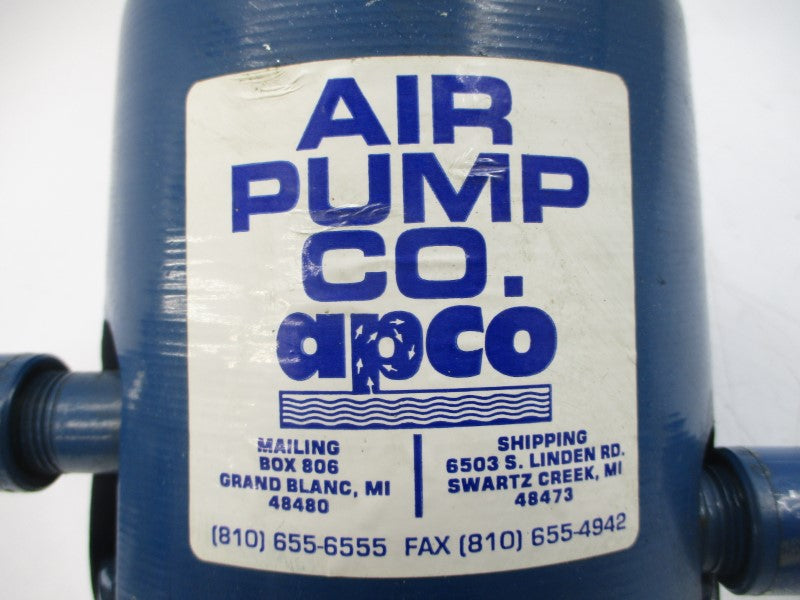 AIR
PUMP
CO.
apco
MAILING
BOX 806
GRAND BLANC, MI
48480
SHIPPING
6503 S. LINDEN RD.
SWARTZ CREEK, MI
48473
(810) 655-6555 FAX (810) 655-4942